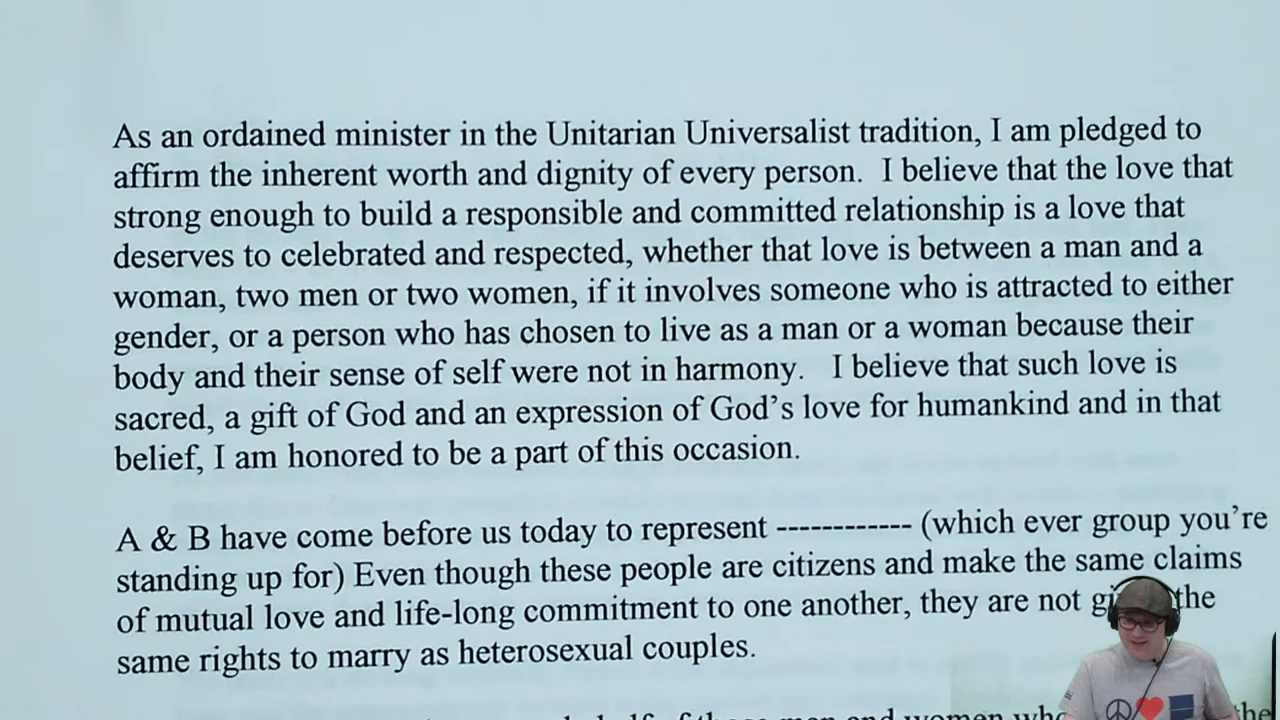 As an ordained minister in the Unitarian Universalist tradition, I am pledged to
affirm the inherent worth and dignity of every person.  I believe that the love that
strong enough to build a responsible and committed relationship is a love that
deserves to celebrated and respected, whether that love is between a man and a
woman, two men or two women, if it involves someone who is attracted to either
gender, or a person who has chosen to live as a man or a woman because their
body and their sense of self were not in harmony.   I believe that such love is
sacred, a gift of God and an expression of God's love for humankind and in that
belief, I am honored to be a part of this occasion.
A & B have come before us today to represent ------------ (which ever group you're
standing up for) Even though these people are citizens and make the same claims
of mutual love and life-long commitment to one another, they are not the
same rights to marry as heterosexual couples.
men and women